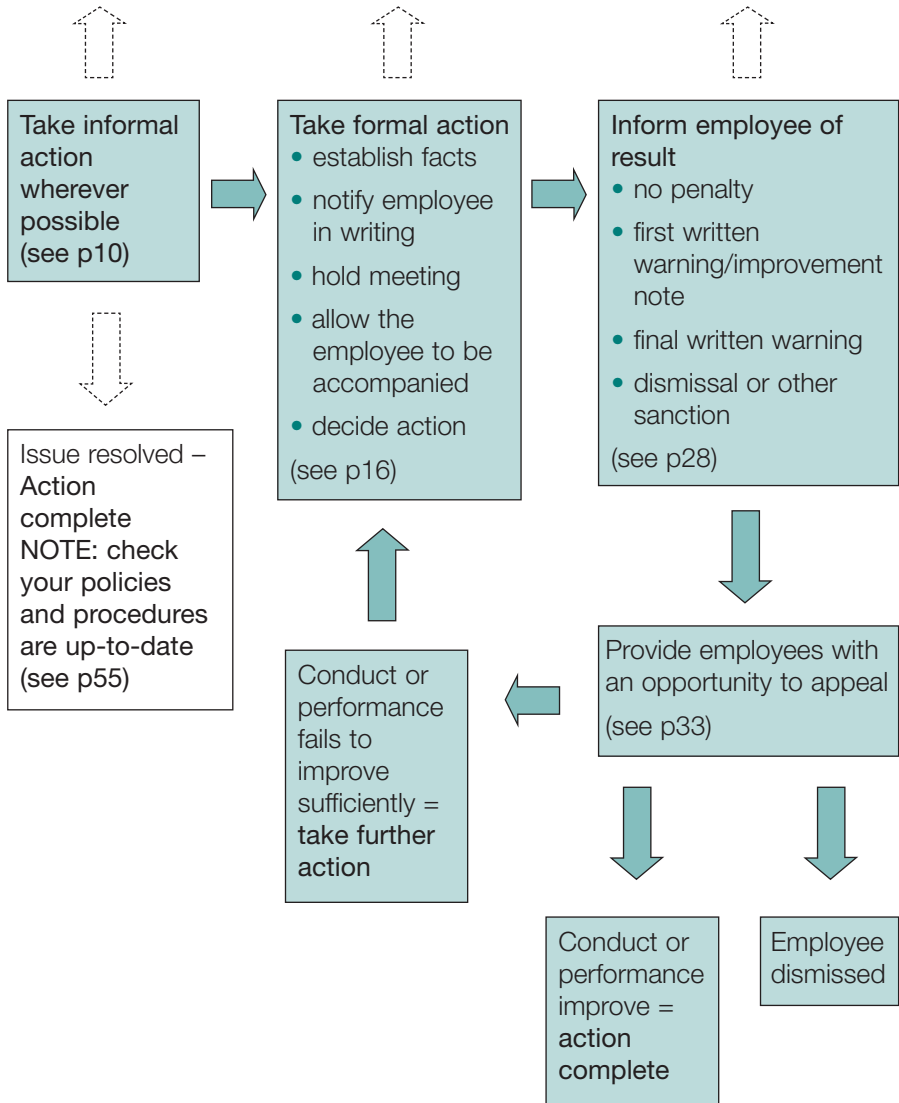 Take informal
action
wherever
possible
(see p10)
Take formal action
• establish facts
• notify employee
in writing
• hold meeting
• allow the
employee to be
accompanied
• decide action
(see p16)
Inform employee of
result
• no penalty
• first written
warning/improvement
note
• final written warning
• dismissal or other
sanction
(see p28)
Issue resolved –
Action
complete
NOTE: check
your policies
and procedures
are up-to-date
(see p55)
Provide employees with
an opportunity to appeal
(see p33)
Conduct or
performance
fails to
improve
sufficiently =
take further
action
Conduct or
performance
improve =
action
complete
Employee
dismissed